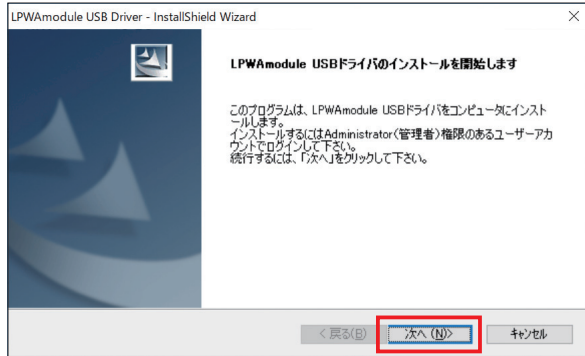 LPWAmodule USB Driver - InstallShield Wizard
LPWAmodule USBドライバのインストールを開始します
このプログラムは、LPWAmodule USBドライバをコンピュータにインスト
ールします。
インストールするにはAdministrator(管理者)権限のあるユーザーアカ
ウントでログインして下さい。
続行するには、「次へ」をクリックして下さい。
< 戻る(B) 次へ (N)> キャンセル